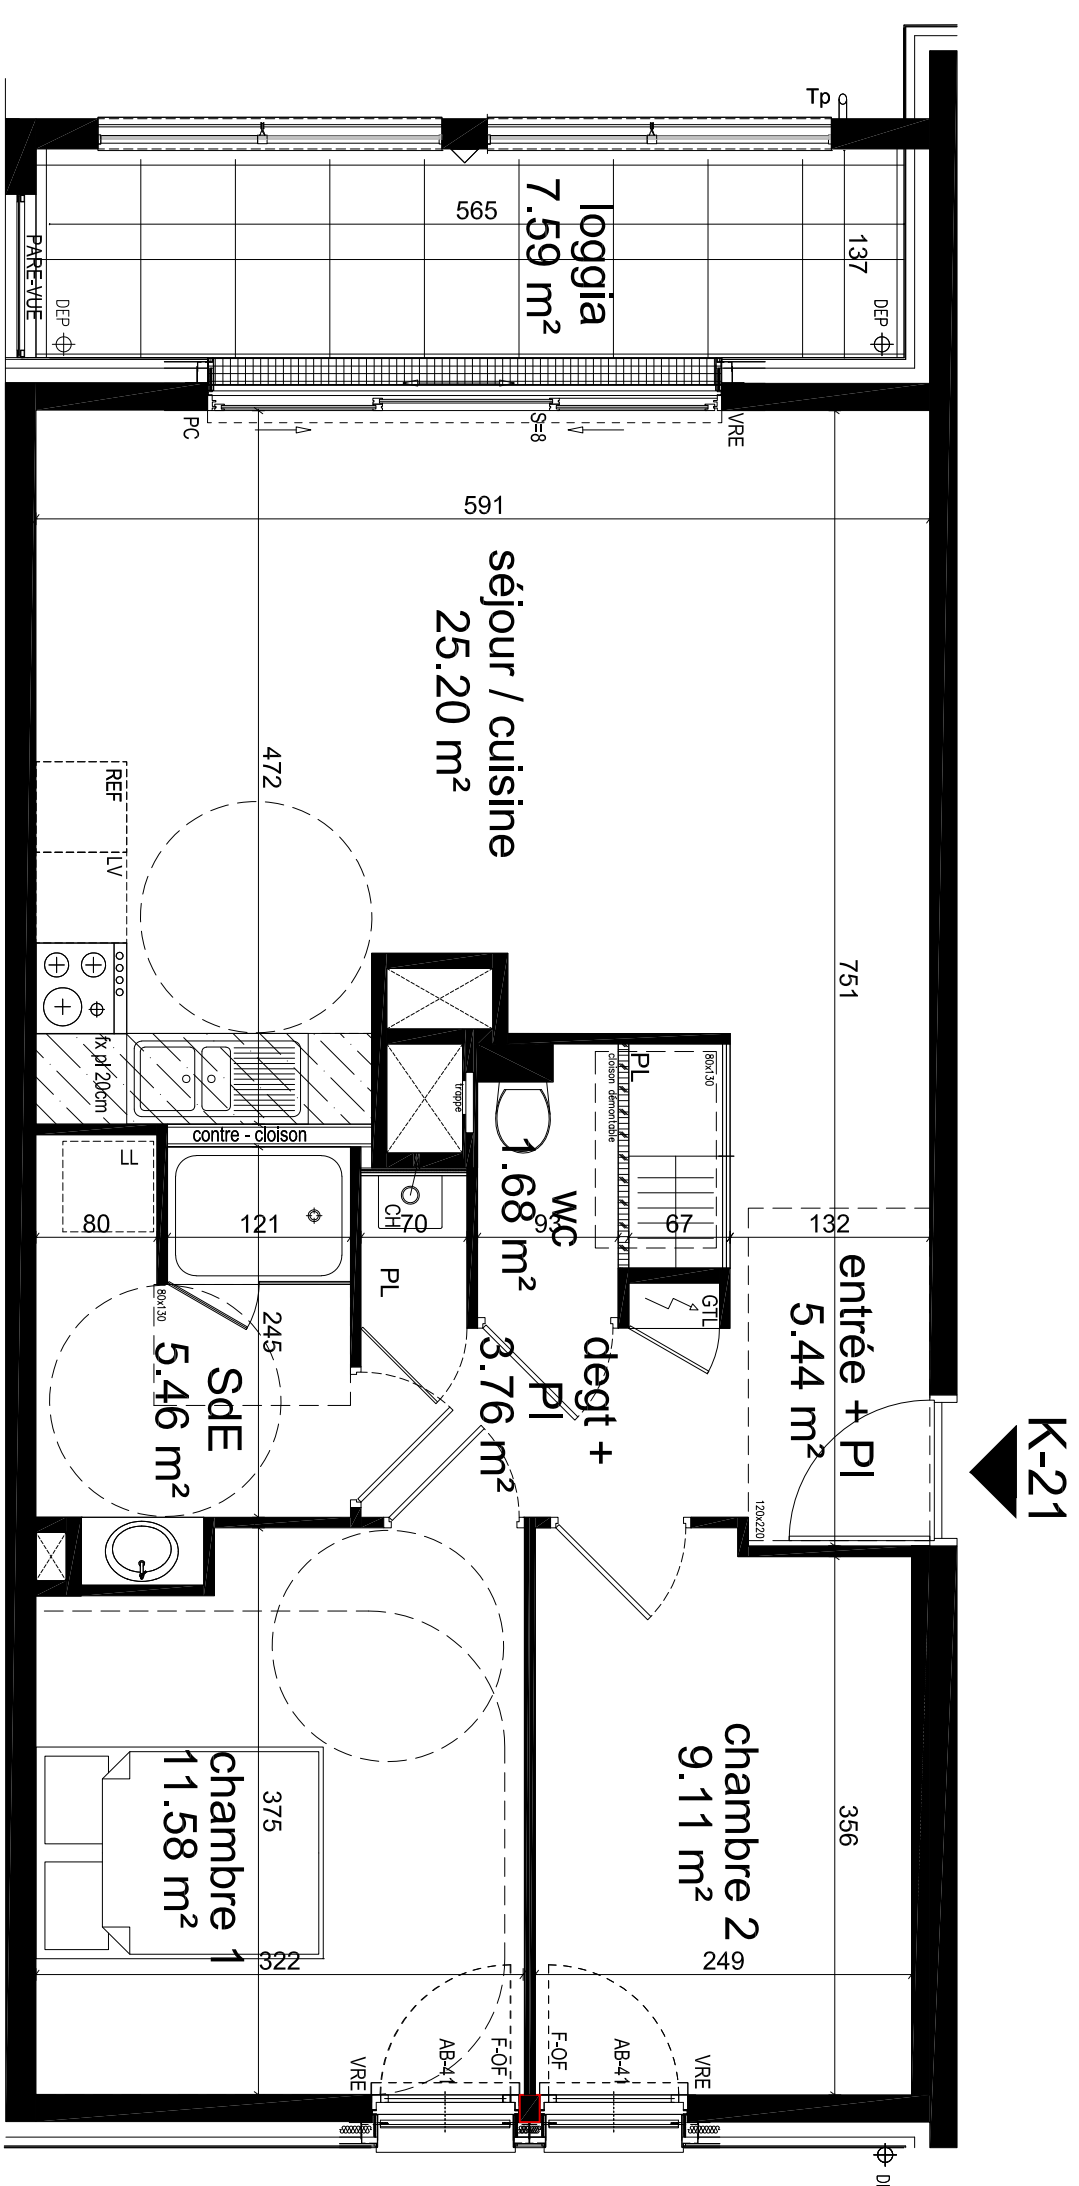 Tp
565
loggia
7.59 m²
137
PARE-VUE
DEP
DEP
PC
S=8
VRE
591
séjour / cuisine
25.20 m²
472
751
REF
LV
fx pl 20cm
trappe
PL
80x130
cloison démontable
contre - cloison
LL
80
121
CH
70
93
67
132
wc
1.68 m²
PL
GTL
entrée + Pl
5.44 m²
K-21
245
80x130
SdE
5.46 m²
degt +
Pl
3.76 m²
120x220
chambre 2
9.11 m²
chambre 1
11.58 m²
375
356
322
249
VRE
AB-41
F-OF
F-OF
AB-41
VRE